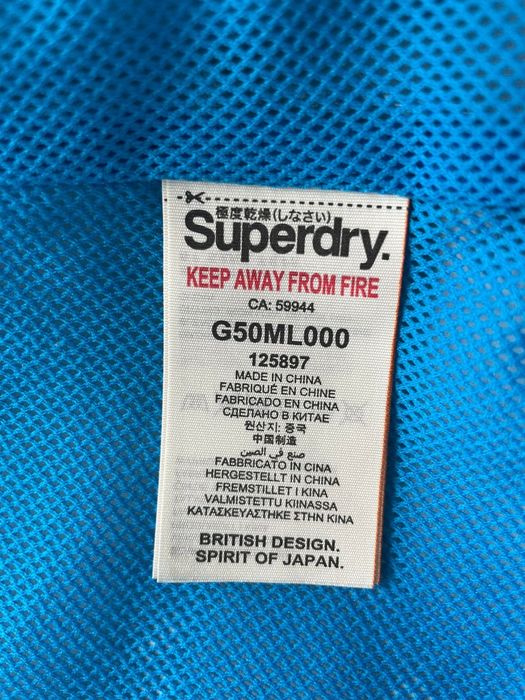 極度乾燥(しなさい)
Superdry.
KEEP AWAY FROM FIRE
CA: 59944
G50ML000
125897
MADE IN CHINA
FABRIQUÉ EN CHINE
FABRICADO EN CHINA
СДЕЛАНО В КИТАЕ
원산지: 중국
中国制造
صنع في الصين
FABBRICATO IN CINA
HERGESTELLT IN CHINA
FREMSTILLET I KINA
VALMISTETTU KIINASSA
ΚΑΤΑΣΚΕΥΑΣΤΗΚΕ ΣΤΗΝ ΚΙΝΑ
BRITISH DESIGN.
SPIRIT OF JAPAN.